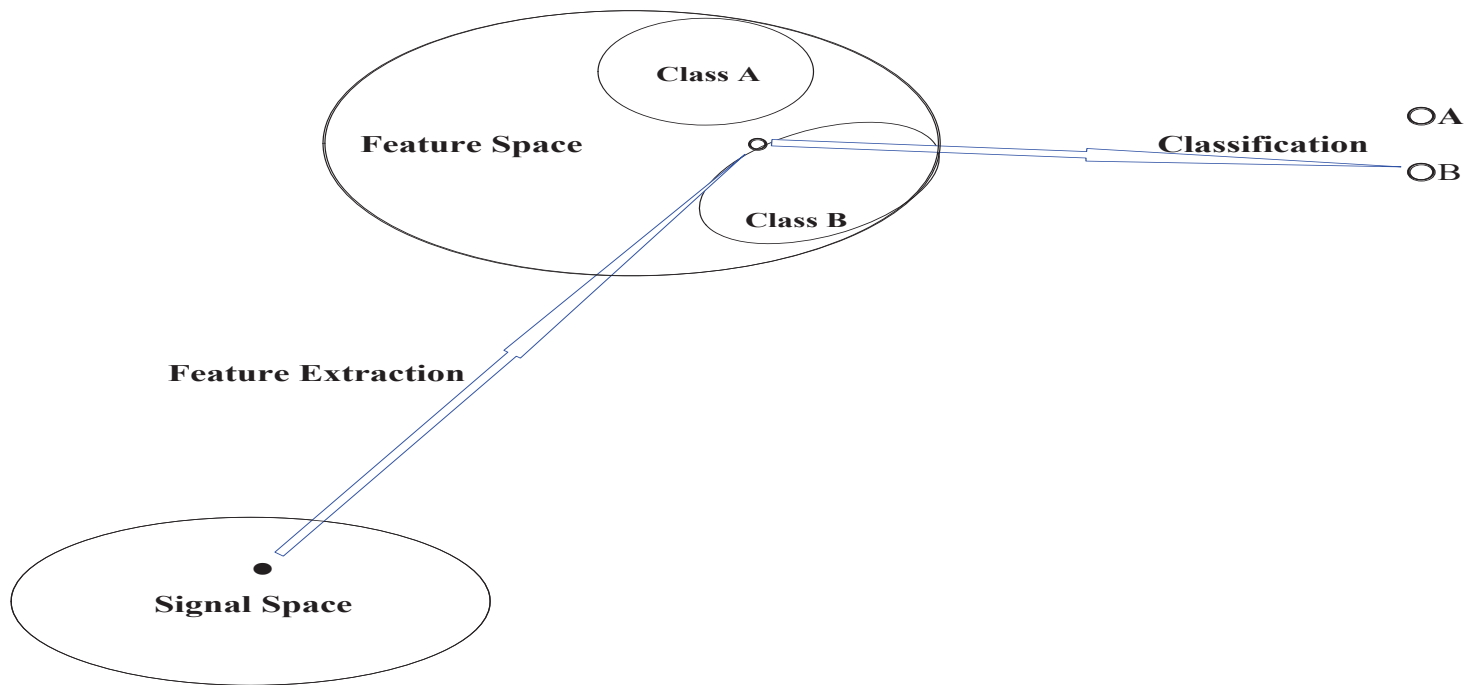 Class A
Feature Space
Classification
A
B
Class B
Feature Extraction
Signal Space